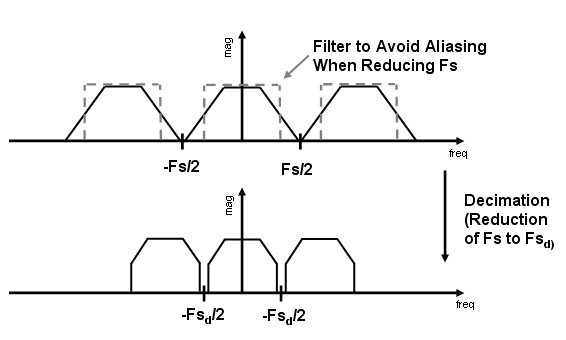 mag
Filter to Avoid Aliasing
When Reducing Fs
freq
-Fs/2
Fs/2
mag
Decimation
(Reduction
of Fs to Fsd)
freq
-Fsd/2
-Fsd/2